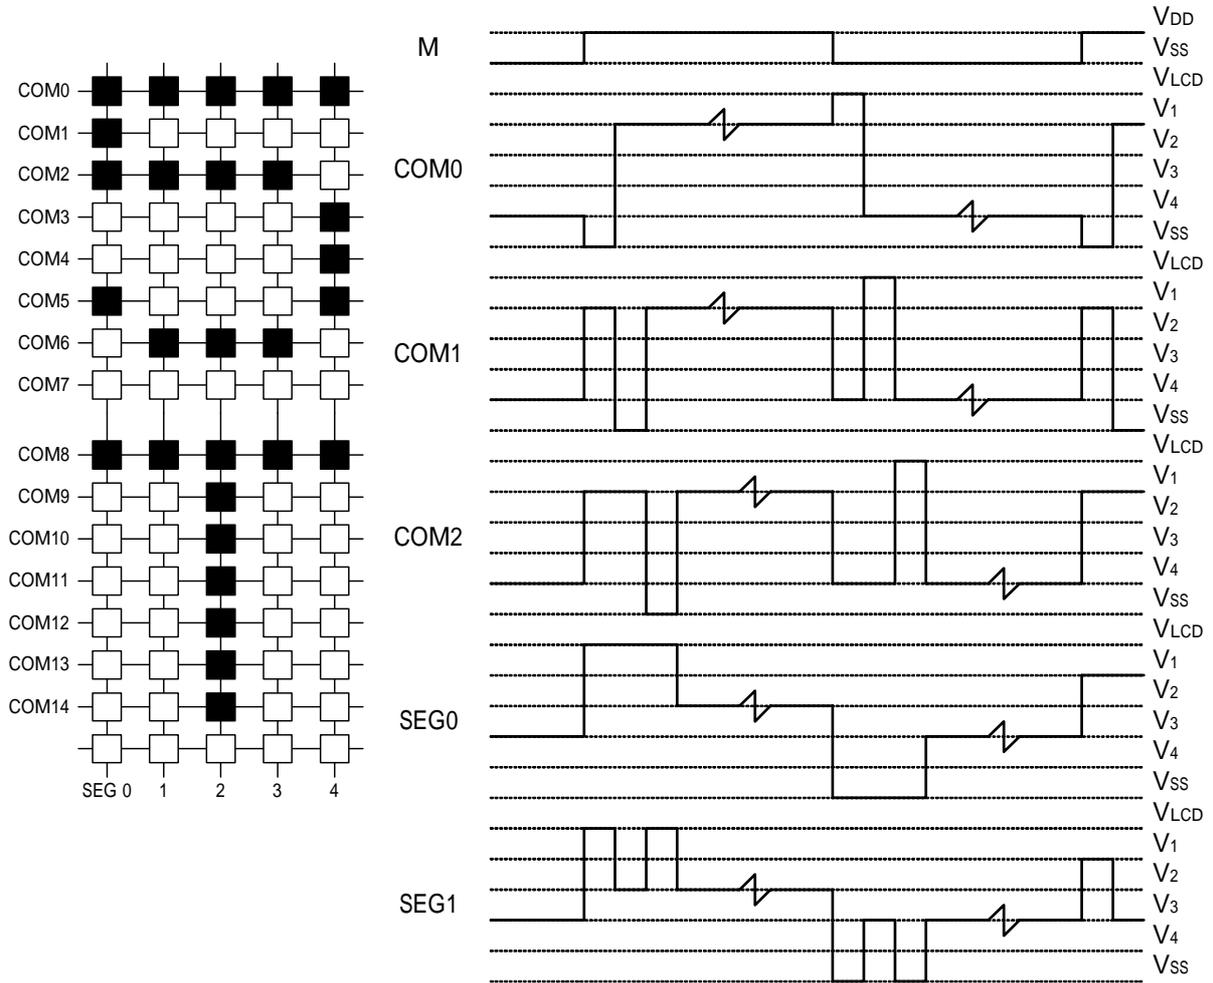 COM0
COM1
COM2
COM3
COM4
COM5
COM6
COM7
COM8
COM9
COM10
COM11
COM12
COM13
COM14
SEG 0 1 2 3 4
M
VDD
VSS
COM0
VLCD
V1
V2
V3
V4
VSS
COM1
VLCD
V1
V2
V3
V4
VSS
COM2
VLCD
V1
V2
V3
V4
VSS
SEG0
VLCD
V1
V2
V3
V4
VSS
SEG1
VLCD
V1
V2
V3
V4
VSS